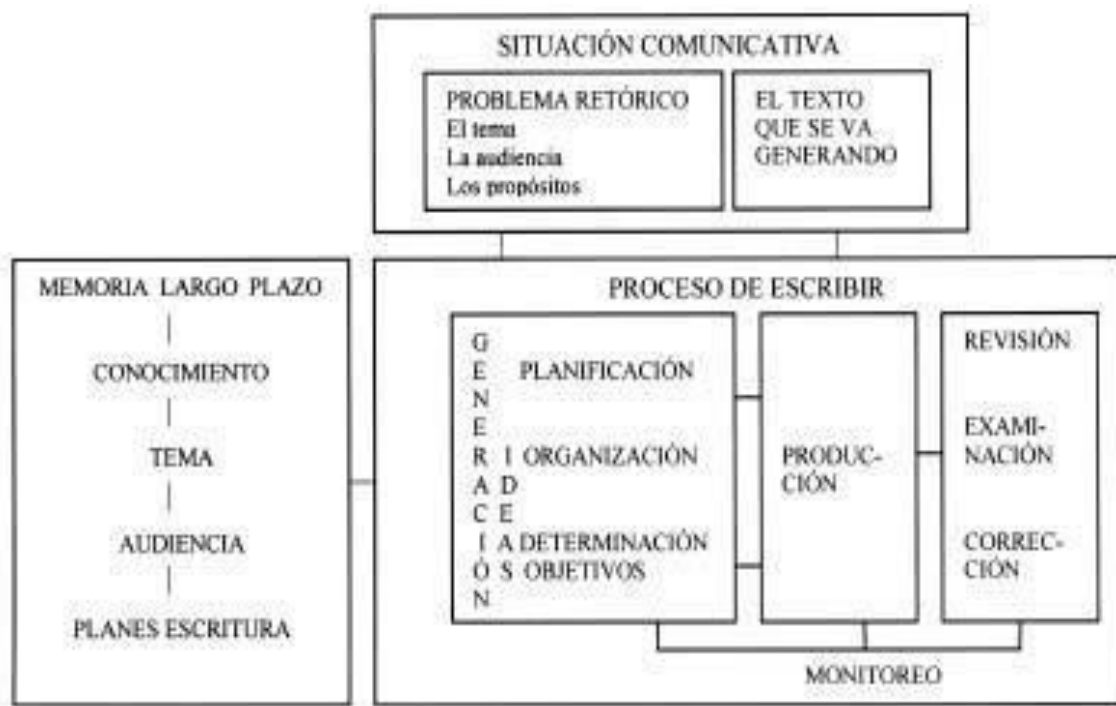 SITUACIÓN COMUNICATIVA
PROBLEMA RETÓRICO
El tema
La audiencia
Los propósitos
EL TEXTO
QUE SE VA
GENERANDO
MEMORIA LARGO PLAZO
CONOCIMIENTO
TEMA
AUDIENCIA
PLANES ESCRITURA
PROCESO DE ESCRIBIR
GENERACIÓN
IDEAS
PLANIFICACIÓN
ORGANIZACIÓN
DETERMINACIÓN
OBJETIVOS
PRODUC-
CIÓN
REVISIÓN
EXAMI-
NACIÓN
CORREC-
CIÓN
MONITOREO